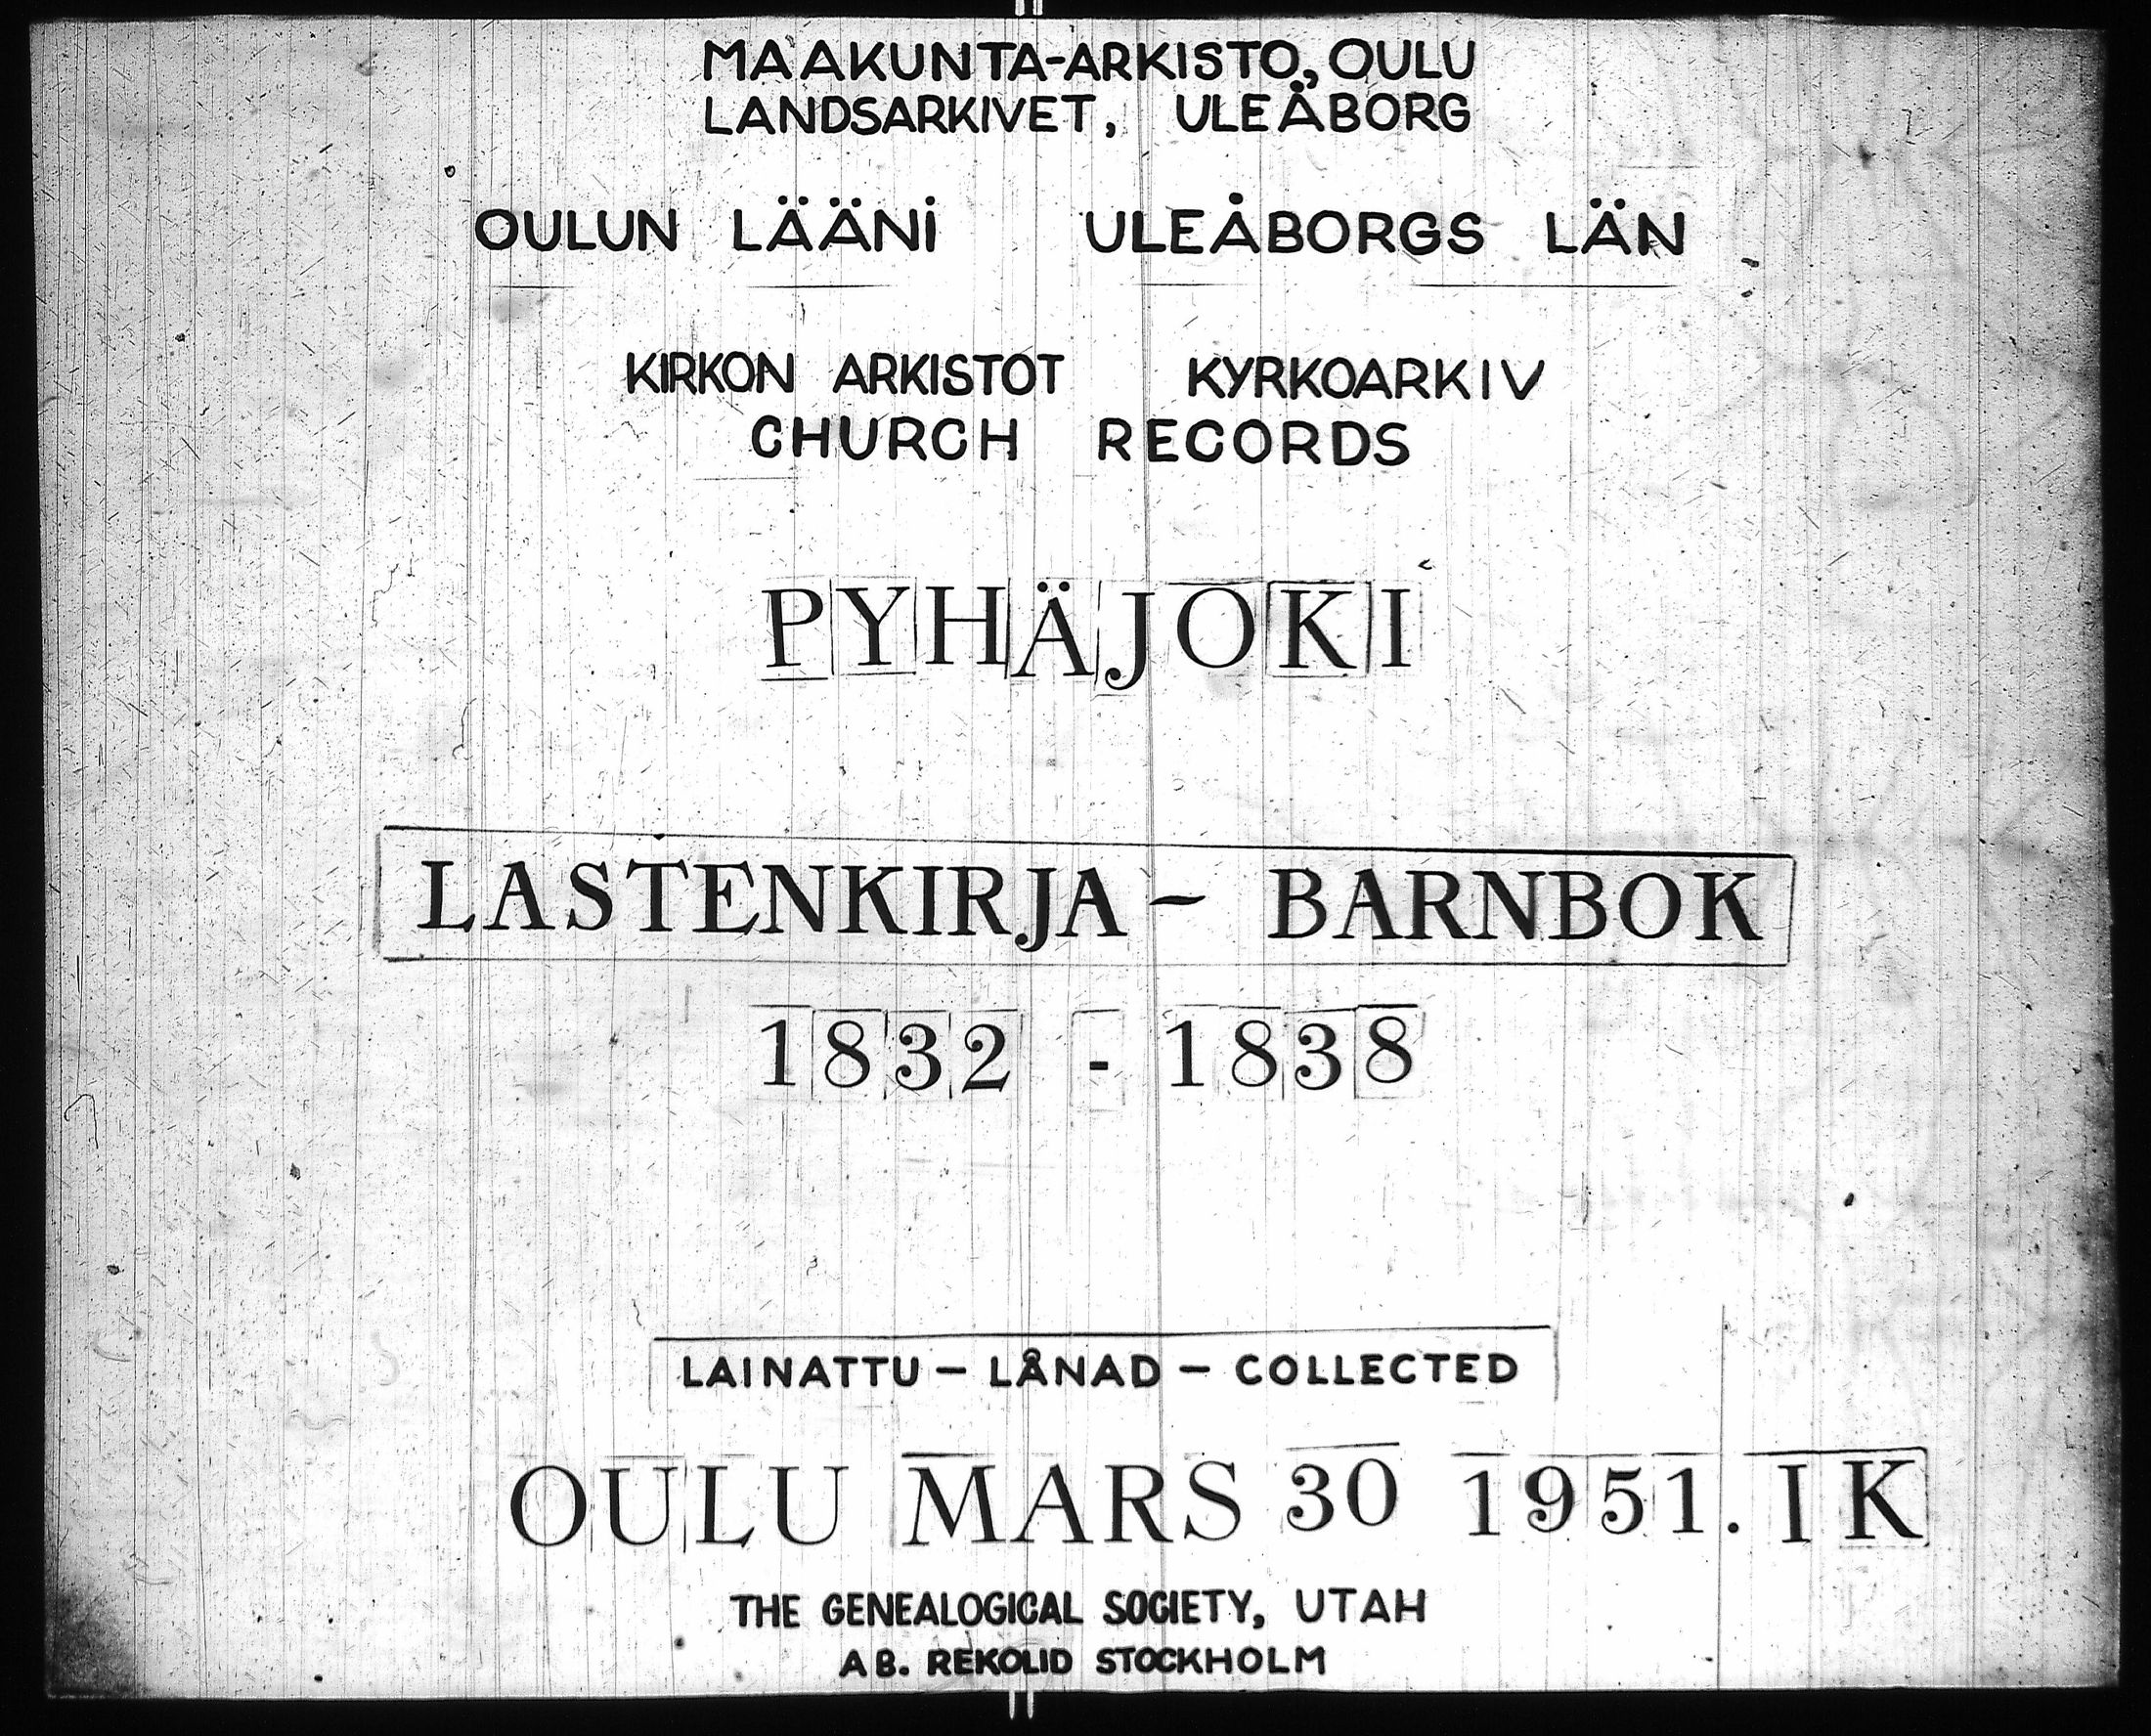 MAAKUNTA-ARKISTO, OULU
LANDSARKIVET, ULEÅBORG
OULUN LÄÄNI ULEÅBORGS LÄN
KIRKON ARKISTOT KYRKOARKIV
CHURCH RECORDS
PYHÄJOKI
LASTENKIRJA - BARNBOK
1832 - 1838
LAINATTU - LÅNAD - COLLECTED
OULU MARS 30 1951. IK
THE GENEALOGICAL SOCIETY, UTAH
AB. REKOLID STOCKHOLM